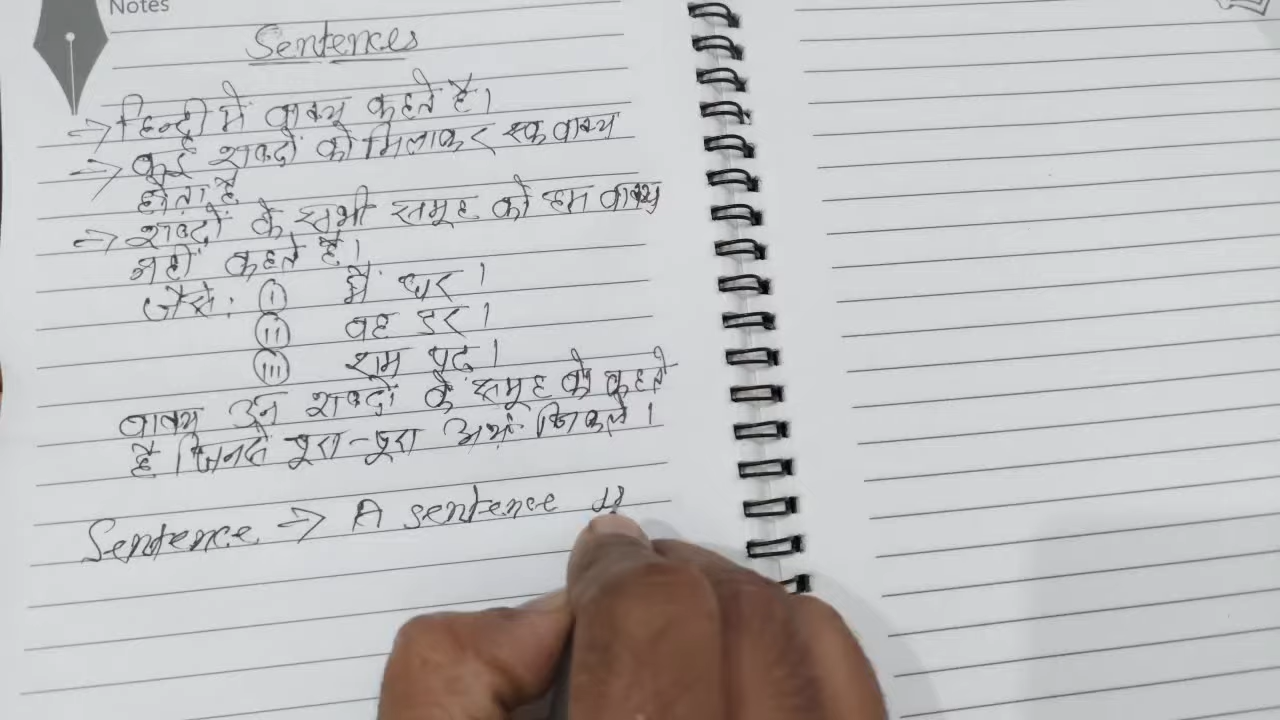 Notes
Sentences
→ हिन्दी में वाक्य कहते है।
→ कई शब्दों को मिलाकर एक वाक्य
होता है
→ शब्दों के सभी समूह को हम वाक्य
नहीं कहते है।
जैसे: (i) मैं घर।
(ii) वह डर।
(iii) राम पढ़।
वाक्य उन शब्दों के समूह को कहते
है जिनसे पूरा-पूरा अर्थ निकले।
Sentence → A sentence is